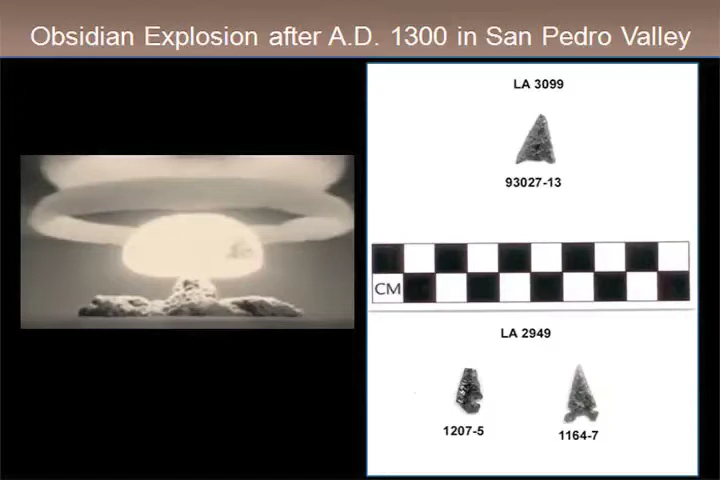 Obsidian Explosion after A.D. 1300 in San Pedro Valley
LA 3099
93027-13
CM
LA 2949
1207-5
1164-7